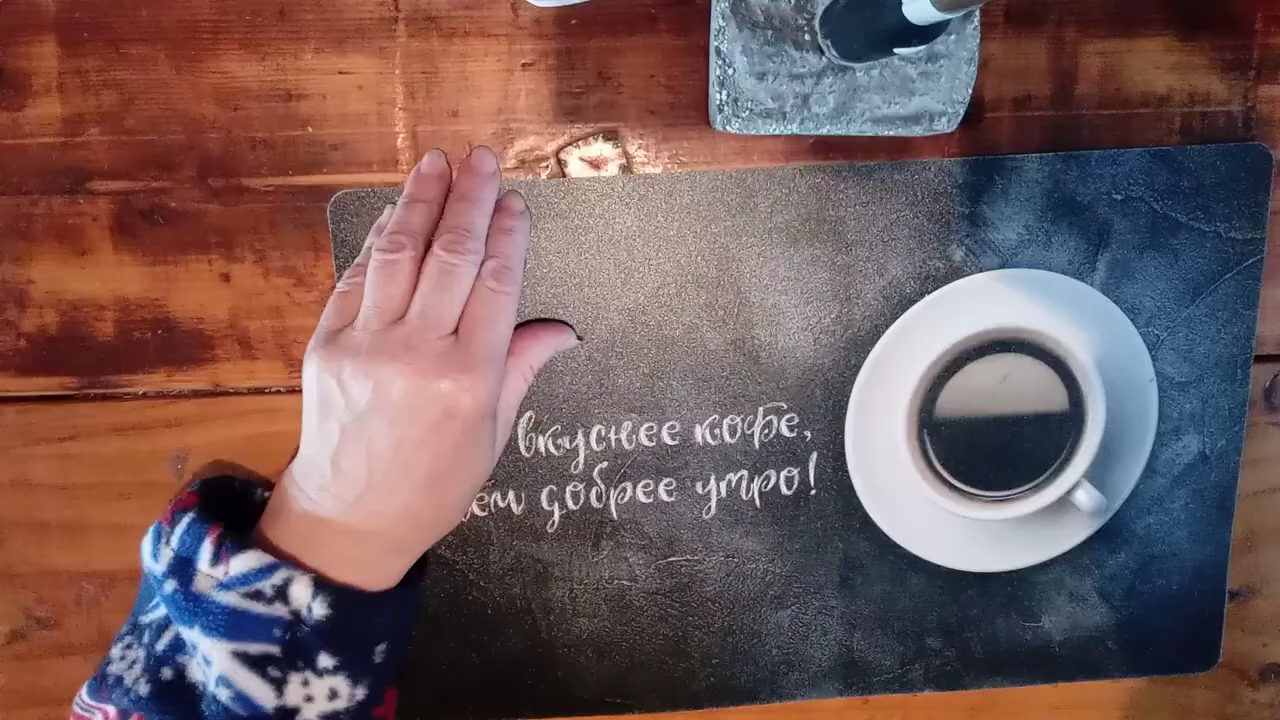 вкуснее кофе,
добрее утро!